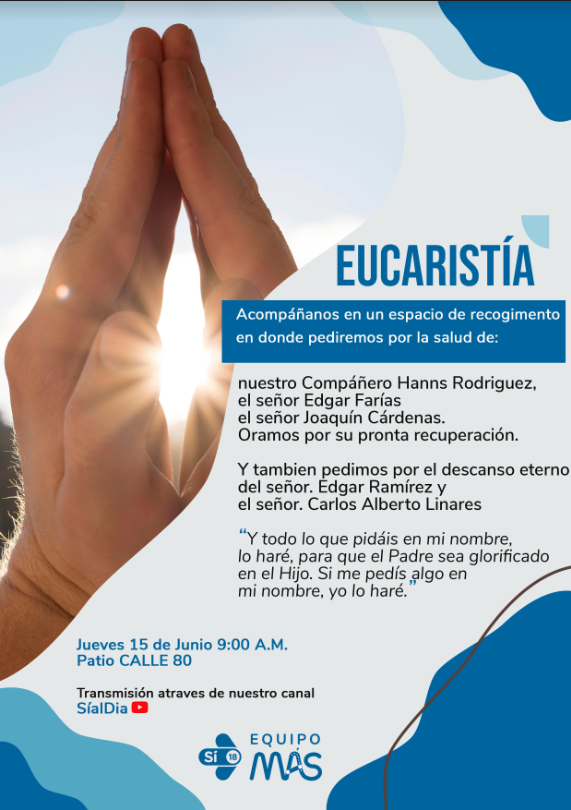 EUCARISTÍA
Acompáñanos en un espacio de recogimento
en donde pediremos por la salud de:
nuestro Compáñero Hanns Rodriguez,
el señor Edgar Farías
el señor Joaquín Cárdenas.
Oramos por su pronta recuperación.
Y tambien pedimos por el descanso eterno
del señor. Edgar Ramírez y
el señor. Carlos Alberto Linares
“Y todo lo que pidáis en mi nombre,
lo haré, para que el Padre sea glorificado
en el Hijo. Si me pedís algo en
mi nombre, yo lo haré.”
Jueves 15 de Junio 9:00 A.M.
Patio CALLE 80
Transmisión atraves de nuestro canal
SíalDia
Sí 18
EQUIPO
MÁS